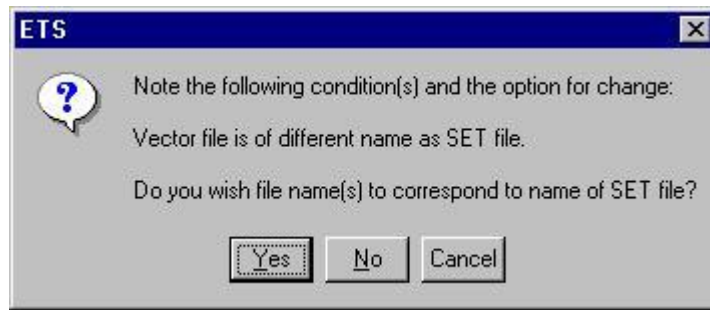 ETS
Note the following condition(s) and the option for change:
Vector file is of different name as SET file.
Do you wish file name(s) to correspond to name of SET file?
Yes No Cancel